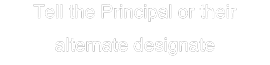 Tell the Principal or their
alternate designate